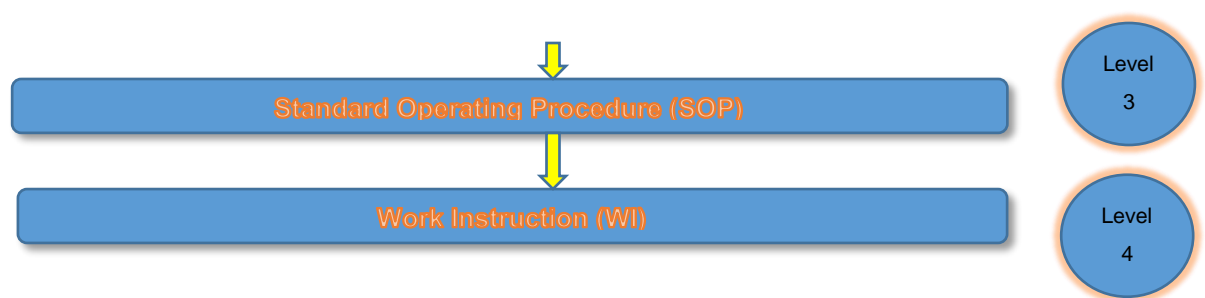 Level
3
Standard Operating Procedure (SOP)
Work Instruction (WI)
Level
4